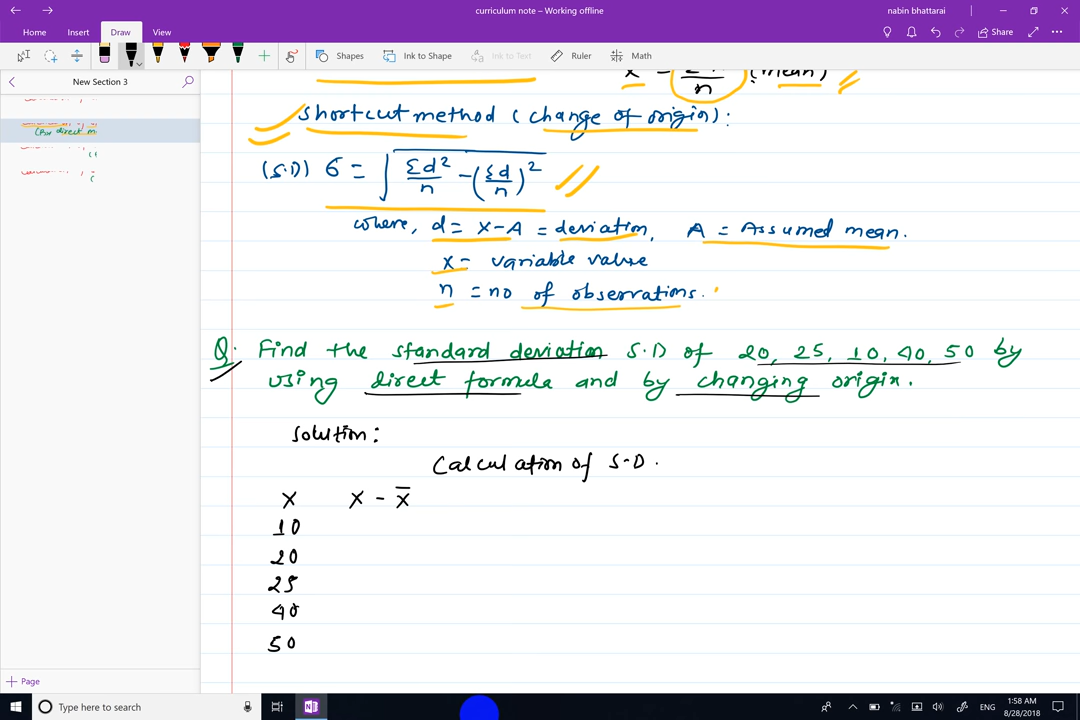 curriculum note – Working offline
nabin bhattarai
Home Insert Draw View
Share
Shapes Ink to Shape Ink to Text Ruler Math
New Section 3
(By direct m
n (mean)
Shortcut method (change of origin):
(S.D) σ = √ Σd²/n - (Σd/n)²
where, d = x-A = deviation, A = Assumed mean.
x = variable value
n = no of observations.
Q. Find the standard deviation S.D of 20, 25, 10, 40, 50 by
using direct formula and by changing origin.
Solution:
Calculation of S.D.
X X - X̄
10
20
25
40
50
Page
Type here to search
ENG
1:58 AM
8/28/2018